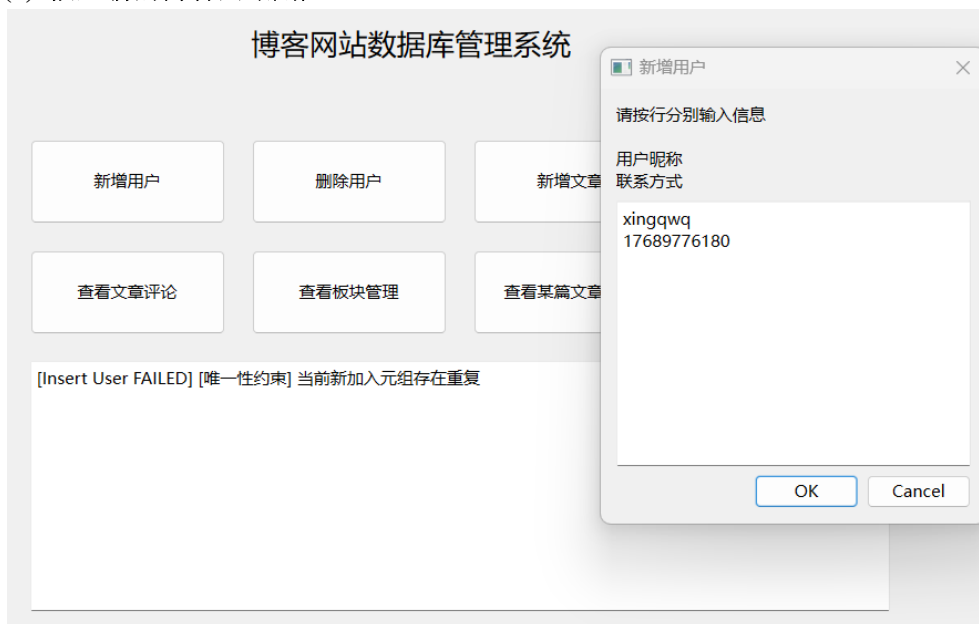 博客网站数据库管理系统
新增用户
请按行分别输入信息
用户昵称
联系方式
xingqwq
17689776180
OK
Cancel
新增用户
删除用户
新增文章
查看文章评论
查看板块管理
查看某篇文章
[Insert User FAILED] [唯一性约束] 当前新加入元组存在重复